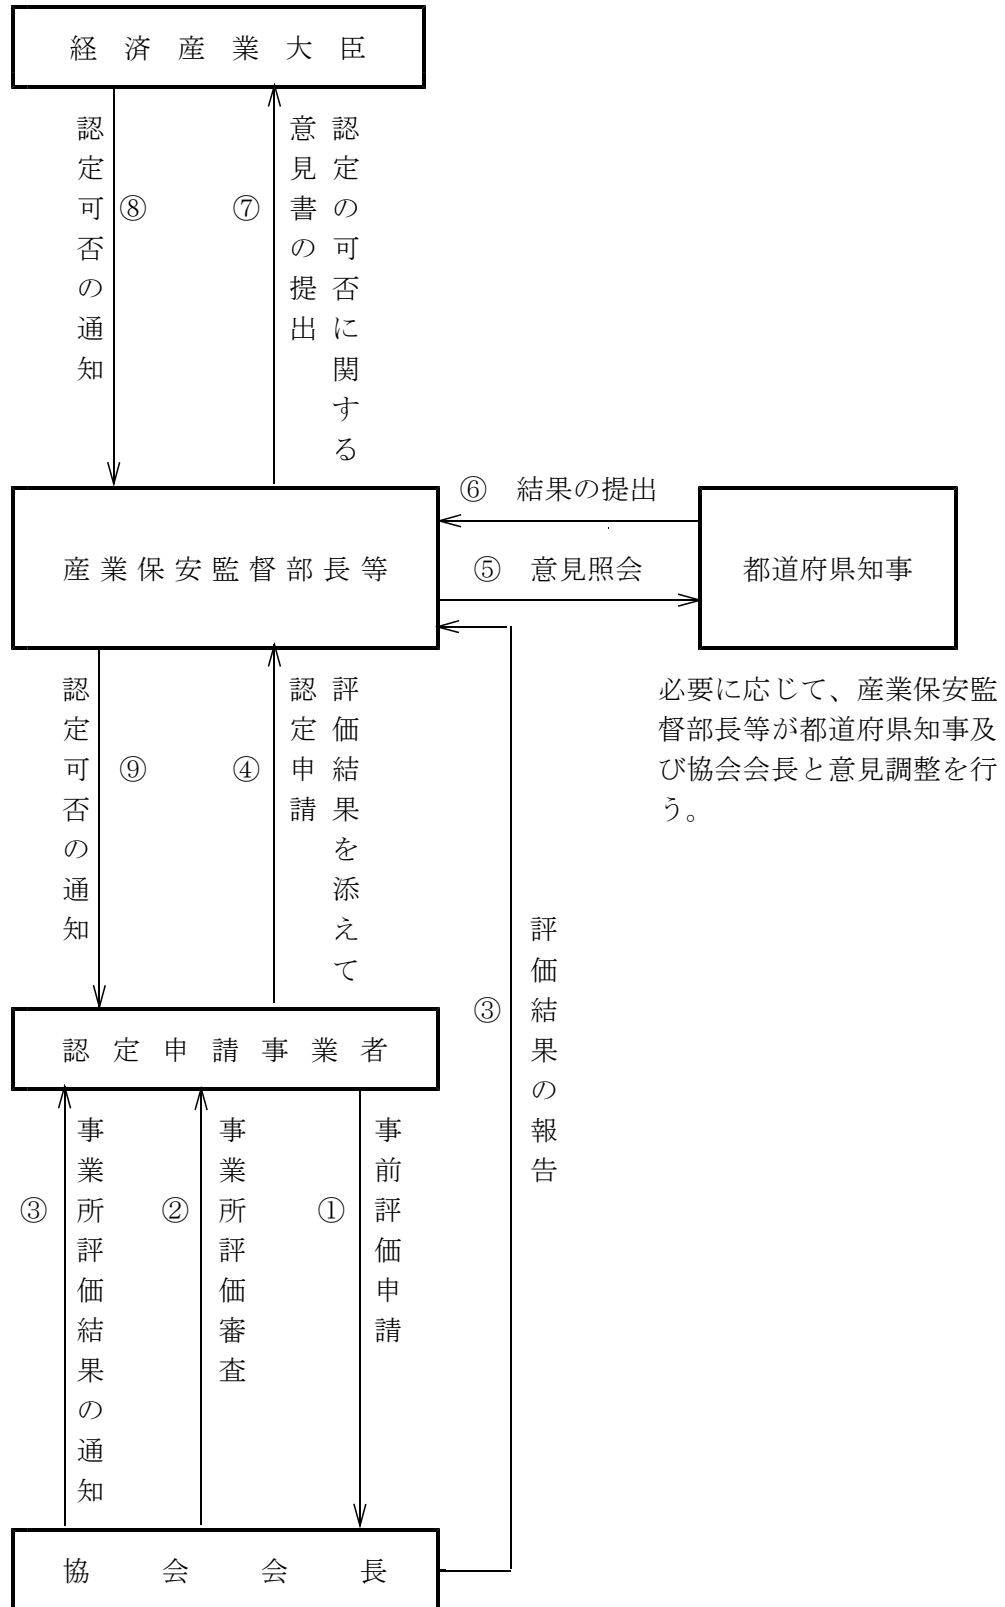 経済産業大臣
認定可否の通知
⑧
⑦
認定の可否に関する
意見書の提出
⑥ 結果の提出
産業保安監督部長等
⑤ 意見照会
都道府県知事
必要に応じて、産業保安監
督部長等が都道府県知事及
び協会会長と意見調整を行
う。
認定可否の通知
⑨
④
評価結果を添えて
認定申請
③
評価結果の報告
認定申請事業者
③
事業所評価結果の通知
②
事業所評価審査
①
事前評価申請
協会会長